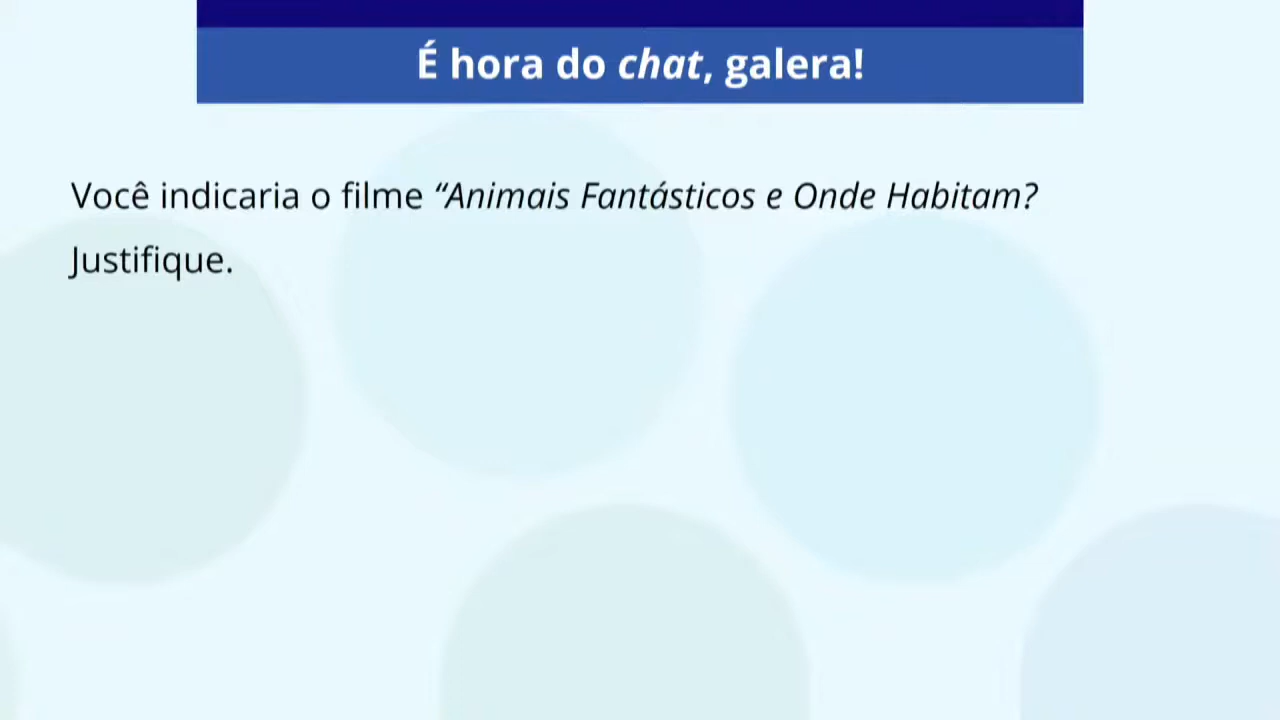 É hora do chat, galera!
Você indicaria o filme “Animais Fantásticos e Onde Habitam?
Justifique.